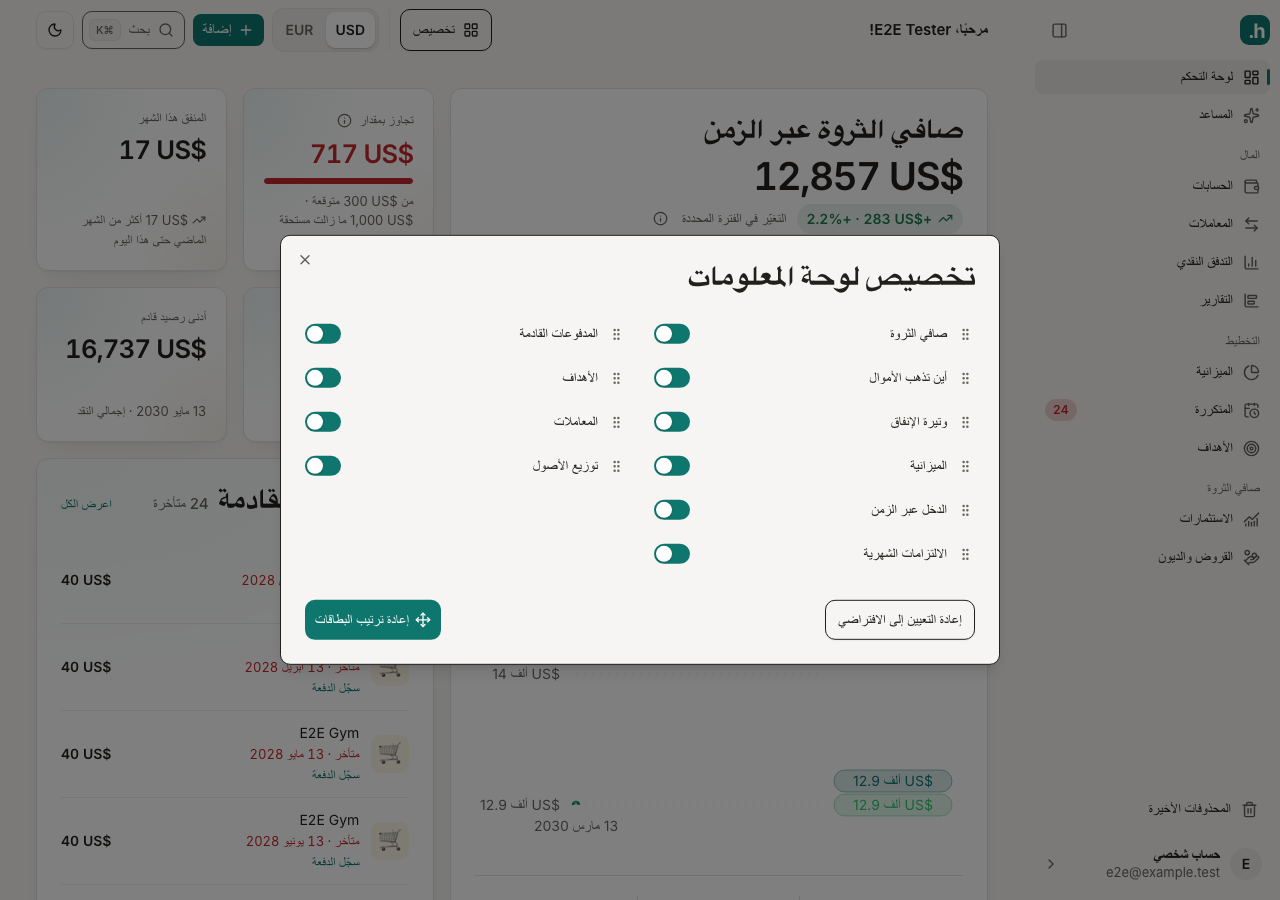 .h
لوحة التحكم
المساعد
المال
الحسابات
المعاملات
التدفق النقدي
التقارير
التخطيط
الميزانية
المتكررة
24
الأهداف
صافي الثروة
الاستثمارات
القروض والديون
المحذوفات الأخيرة
E
حساب شخصي
e2e@example.test
مرحبًا، E2E Tester!
تخصيص
USD
EUR
إضافة
بحث
⌘K
صافي الثروة عبر الزمن
12,857 US$
+283 US$ · +2.2%
التغيّر في الفترة المحددة
تجاوز بمقدار
717 US$
من 300 US$ متوقعة ·
1,000 US$ ما زالت مستحقة
المنفق هذا الشهر
17 US$
17 US$ أكثر من الشهر
الماضي حتى هذا اليوم
أدنى رصيد قادم
16,737 US$
13 مايو 2030 · إجمالي النقد
تخصيص لوحة المعلومات
صافي الثروة
أين تذهب الأموال
وتيرة الإنفاق
الميزانية
الدخل عبر الزمن
الالتزامات الشهرية
المدفوعات القادمة
الأهداف
المعاملات
توزيع الأصول
إعادة التعيين إلى الافتراضي
إعادة ترتيب البطاقات
24 متأخرة
اعرض الكل
2028
40 US$
متأخر · 13 أبريل 2028
سجّل الدفعة
40 US$
E2E Gym
متأخر · 13 مايو 2028
سجّل الدفعة
40 US$
E2E Gym
متأخر · 13 يونيو 2028
سجّل الدفعة
40 US$
14 ألف US$
12.9 ألف US$
12.9 ألف US$
12.9 ألف US$
13 مارس 2030